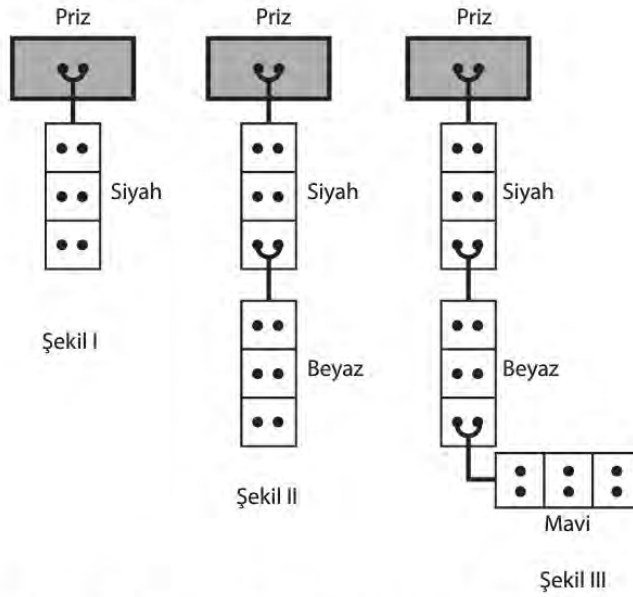 Priz Priz Priz
Siyah Siyah Siyah
Şekil I
Beyaz Beyaz
Şekil II
Mavi
Şekil III